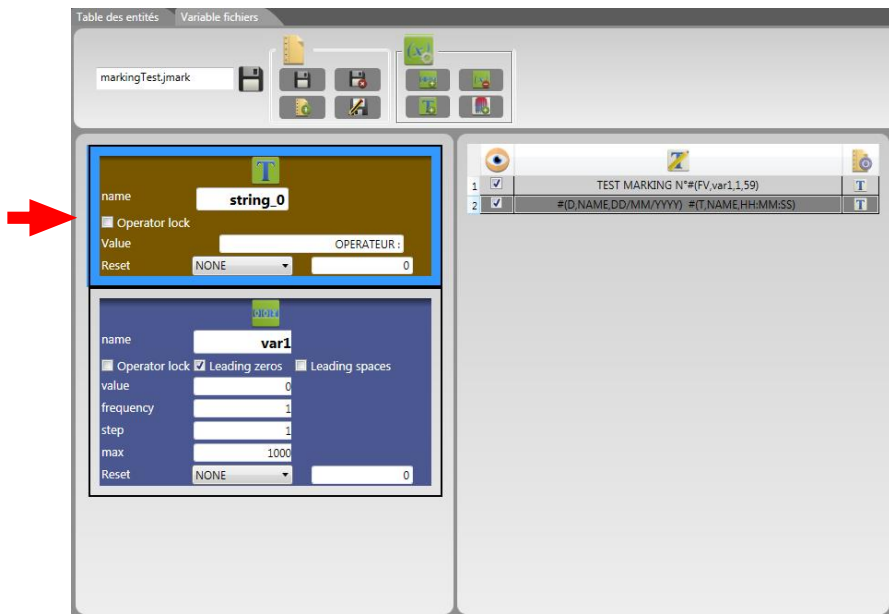 Table des entités Variable fichiers
markingTest.jmark
T
name string_0
Operator lock
Value OPERATEUR :
Reset NONE 0
name var1
Operator lock Leading zeros Leading spaces
value 0
frequency 1
step 1
max 1000
Reset NONE 0
1 TEST MARKING N°#(FV,var1,1,59) T
2 #(D,NAME,DD/MM/YYYY) #(T,NAME,HH:MM:SS) T